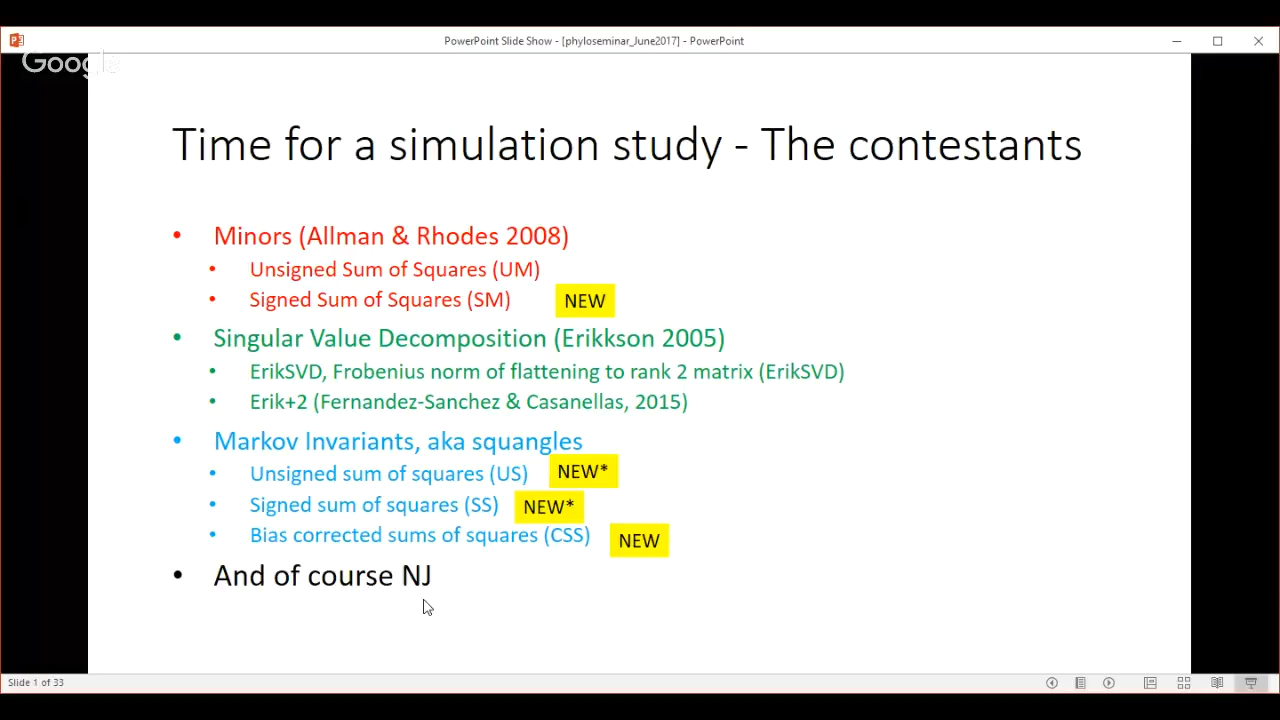 PowerPoint Slide Show - [phyloseminar_June2017] - PowerPoint
Google
Time for a simulation study - The contestants
• Minors (Allman & Rhodes 2008)
• Unsigned Sum of Squares (UM)
• Signed Sum of Squares (SM) NEW
• Singular Value Decomposition (Erikkson 2005)
• ErikSVD, Frobenius norm of flattening to rank 2 matrix (ErikSVD)
• Erik+2 (Fernandez-Sanchez & Casanellas, 2015)
• Markov Invariants, aka squangles
• Unsigned sum of squares (US) NEW*
• Signed sum of squares (SS) NEW*
• Bias corrected sums of squares (CSS) NEW
• And of course NJ
Slide 1 of 33